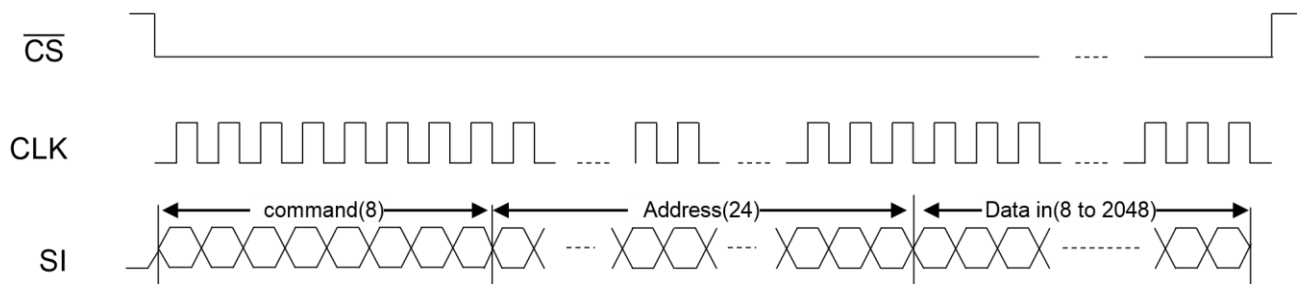 CS
CLK
command(8) Address(24) Data in(8 to 2048)
SI